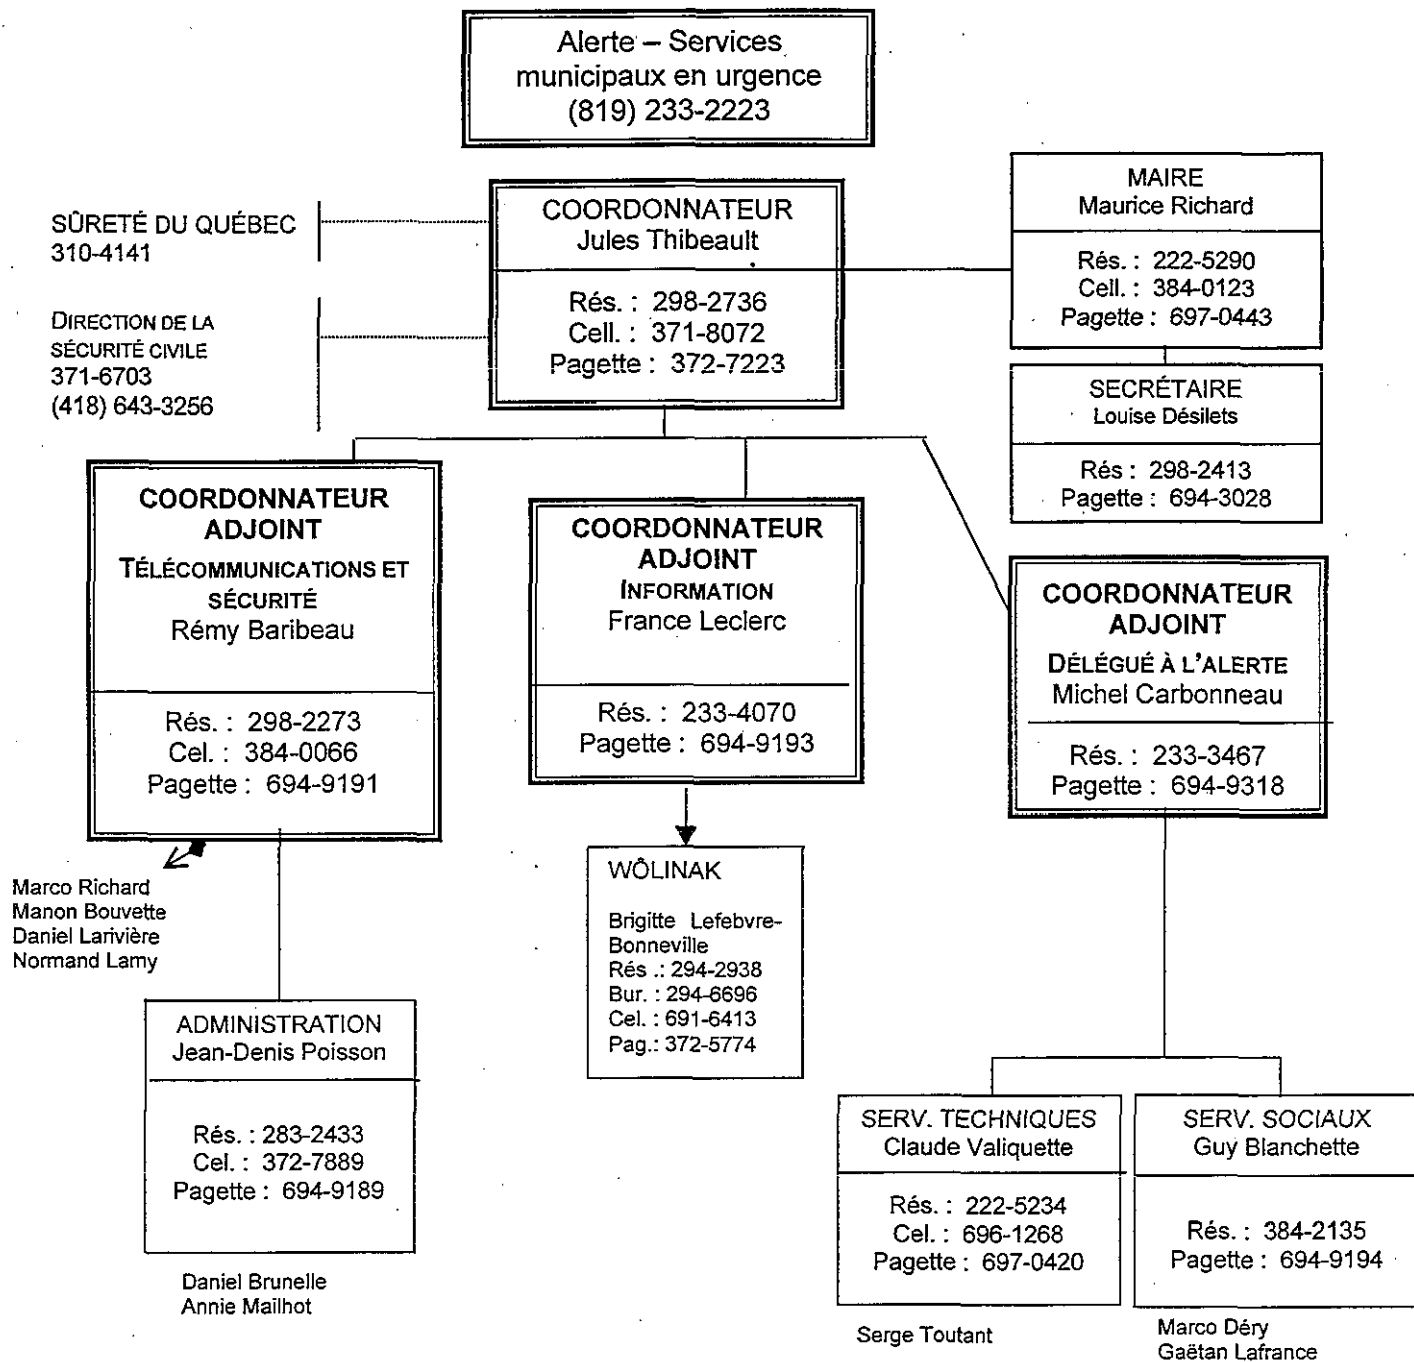 Alerte – Services
municipaux en urgence
(819) 233-2223
SÛRETÉ DU QUÉBEC
310-4141
DIRECTION DE LA
SÉCURITÉ CIVILE
371-6703
(418) 643-3256
COORDONNATEUR
Jules Thibeault
Rés. : 298-2736
Cell. : 371-8072
Pagette : 372-7223
MAIRE
Maurice Richard
Rés. : 222-5290
Cell. : 384-0123
Pagette : 697-0443
SECRÉTAIRE
Louise Désilets
Rés : 298-2413
Pagette : 694-3028
COORDONNATEUR
ADJOINT
TÉLÉCOMMUNICATIONS ET
SÉCURITÉ
Rémy Baribeau
Rés. : 298-2273
Cel. : 384-0066
Pagette : 694-9191
COORDONNATEUR
ADJOINT
INFORMATION
France Leclerc
Rés. : 233-4070
Pagette : 694-9193
COORDONNATEUR
ADJOINT
DÉLÉGUÉ À L'ALERTE
Michel Carbonneau
Rés. : 233-3467
Pagette : 694-9318
Marco Richard
Manon Bouvette
Daniel Larivière
Normand Lamy
WÔLINAK
Brigitte Lefebvre-
Bonneville
Rés .: 294-2938
Bur. : 294-6696
Cel. : 691-6413
Pag.: 372-5774
ADMINISTRATION
Jean-Denis Poisson
Rés. : 283-2433
Cel. : 372-7889
Pagette : 694-9189
Daniel Brunelle
Annie Mailhot
SERV. TECHNIQUES
Claude Valiquette
Rés. : 222-5234
Cel. : 696-1268
Pagette : 697-0420
Serge Toutant
SERV. SOCIAUX
Guy Blanchette
Rés. : 384-2135
Pagette : 694-9194
Marco Déry
Gaëtan Lafrance